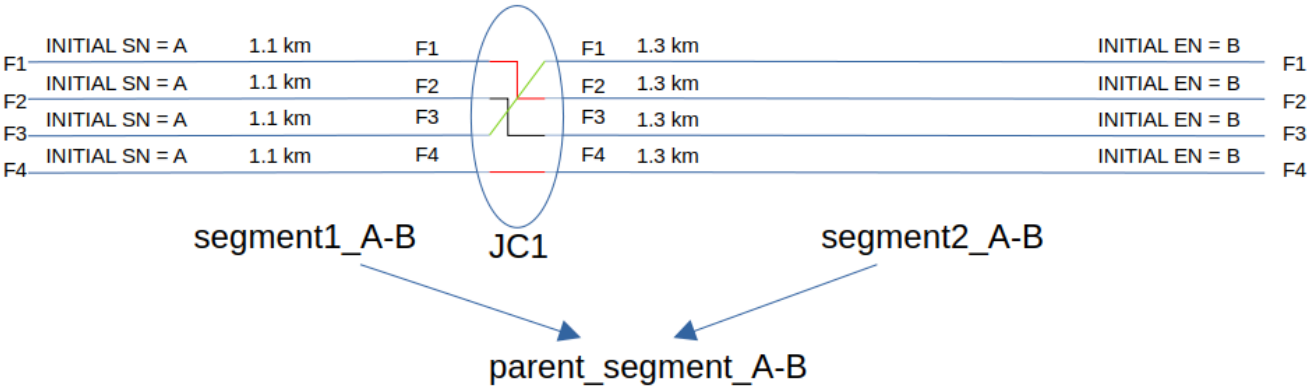 INITIAL SN = A 1.1 km F1 F1 1.3 km INITIAL EN = B
F1 F1
INITIAL SN = A 1.1 km F2 F2 1.3 km INITIAL EN = B
F2 F2
INITIAL SN = A 1.1 km F3 F3 1.3 km INITIAL EN = B
F3 F3
INITIAL SN = A 1.1 km F4 F4 1.3 km INITIAL EN = B
F4 F4
segment1_A-B JC1 segment2_A-B
parent_segment_A-B